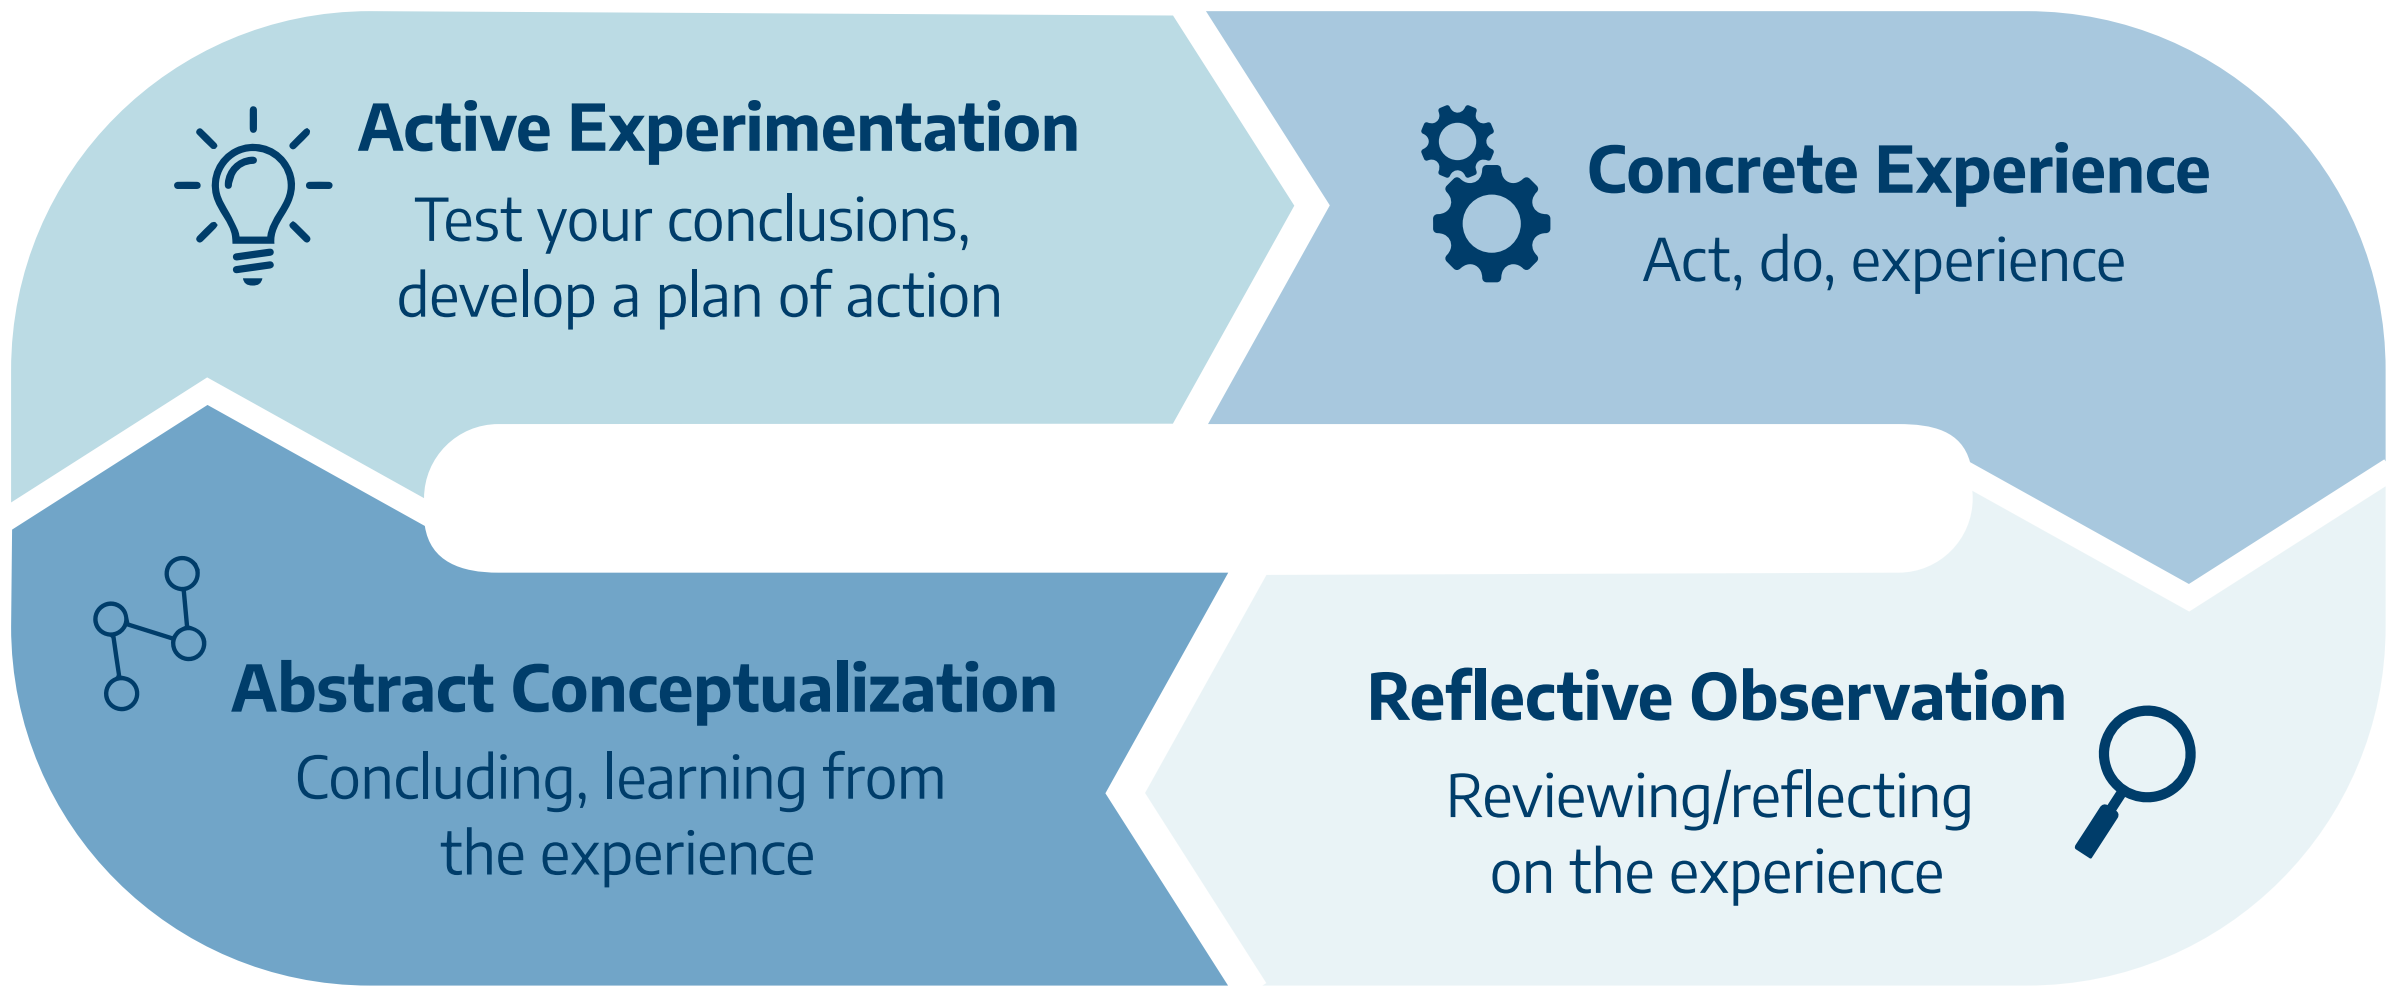 Active Experimentation
Test your conclusions,
develop a plan of action
Concrete Experience
Act, do, experience
Abstract Conceptualization
Concluding, learning from
the experience
Reflective Observation
Reviewing/reflecting
on the experience